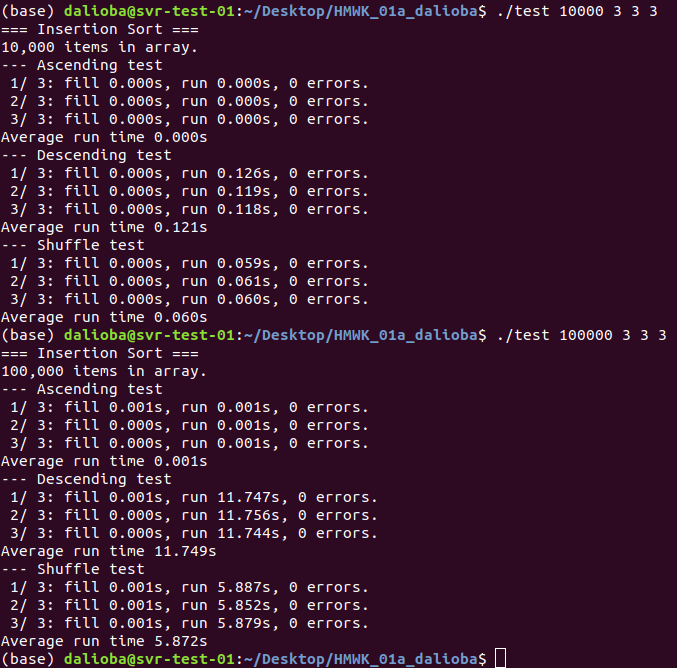 (base) dalioba@svr-test-01:~/Desktop/HMWK_01a_dalioba$ ./test 10000 3 3 3
=== Insertion Sort ===
10,000 items in array.
--- Ascending test
 1/ 3: fill 0.000s, run 0.000s, 0 errors.
 2/ 3: fill 0.000s, run 0.000s, 0 errors.
 3/ 3: fill 0.000s, run 0.000s, 0 errors.
Average run time 0.000s
--- Descending test
 1/ 3: fill 0.000s, run 0.126s, 0 errors.
 2/ 3: fill 0.000s, run 0.119s, 0 errors.
 3/ 3: fill 0.000s, run 0.118s, 0 errors.
Average run time 0.121s
--- Shuffle test
 1/ 3: fill 0.000s, run 0.059s, 0 errors.
 2/ 3: fill 0.000s, run 0.061s, 0 errors.
 3/ 3: fill 0.000s, run 0.060s, 0 errors.
Average run time 0.060s
(base) dalioba@svr-test-01:~/Desktop/HMWK_01a_dalioba$ ./test 100000 3 3 3
=== Insertion Sort ===
100,000 items in array.
--- Ascending test
 1/ 3: fill 0.001s, run 0.001s, 0 errors.
 2/ 3: fill 0.000s, run 0.001s, 0 errors.
 3/ 3: fill 0.000s, run 0.001s, 0 errors.
Average run time 0.001s
--- Descending test
 1/ 3: fill 0.001s, run 11.747s, 0 errors.
 2/ 3: fill 0.000s, run 11.756s, 0 errors.
 3/ 3: fill 0.001s, run 11.744s, 0 errors.
Average run time 11.749s
--- Shuffle test
 1/ 3: fill 0.001s, run 5.887s, 0 errors.
 2/ 3: fill 0.001s, run 5.852s, 0 errors.
 3/ 3: fill 0.001s, run 5.879s, 0 errors.
Average run time 5.872s
(base) dalioba@svr-test-01:~/Desktop/HMWK_01a_dalioba$